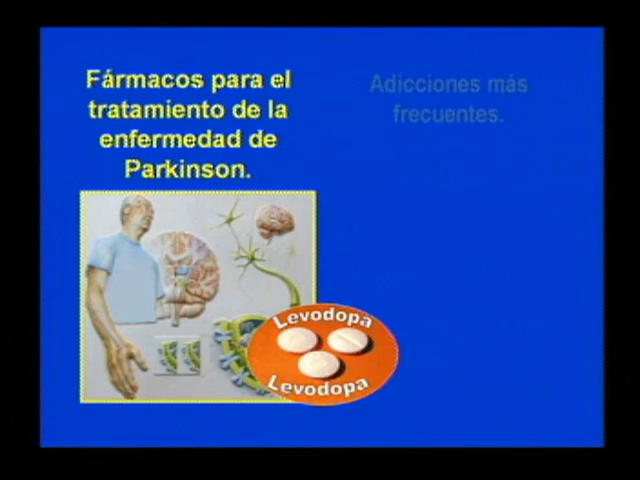 Fármacos para el
tratamiento de la
enfermedad de
Parkinson.
Adicciones más
frecuentes.
Levodopa
Levodopa